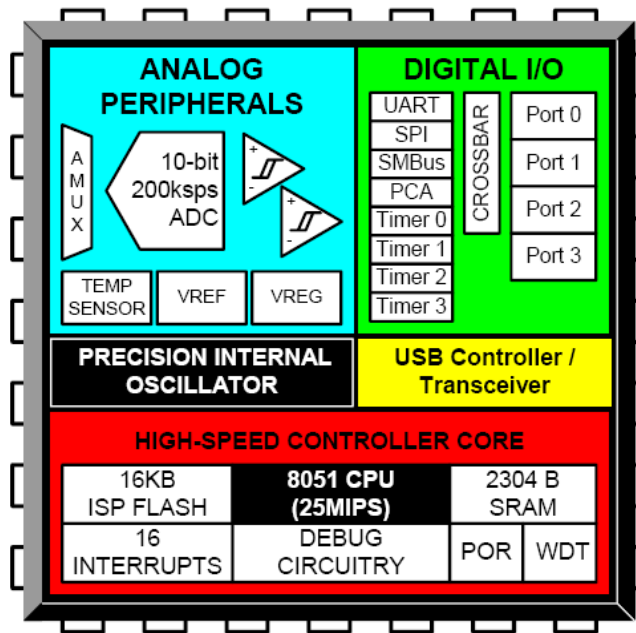 ANALOG
PERIPHERALS
A
M
U
X
10-bit
200ksps
ADC
+
-
+
-
TEMP
SENSOR
VREF
VREG
DIGITAL I/O
UART
SPI
SMBus
PCA
Timer 0
Timer 1
Timer 2
Timer 3
CROSSBAR
Port 0
Port 1
Port 2
Port 3
PRECISION INTERNAL
OSCILLATOR
USB Controller /
Transceiver
HIGH-SPEED CONTROLLER CORE
16KB
ISP FLASH
8051 CPU
(25MIPS)
2304 B
SRAM
16
INTERRUPTS
DEBUG
CIRCUITRY
POR
WDT